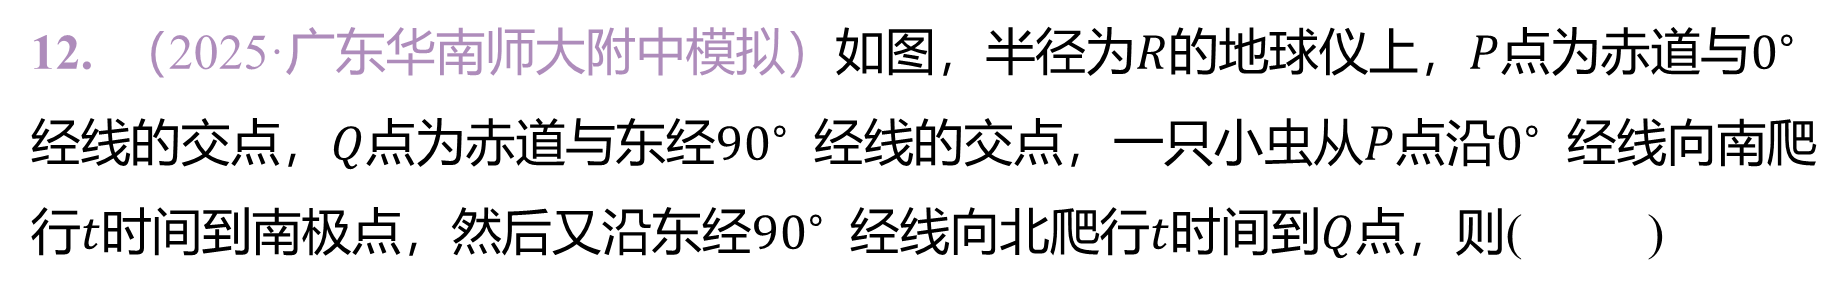 12. （2025·广东华南师大附中模拟）如图，半径为R的地球仪上，P点为赤道与0°
经线的交点，Q点为赤道与东经90° 经线的交点，一只小虫从P点沿0° 经线向南爬
行t时间到南极点，然后又沿东经90° 经线向北爬行t时间到Q点，则(    )